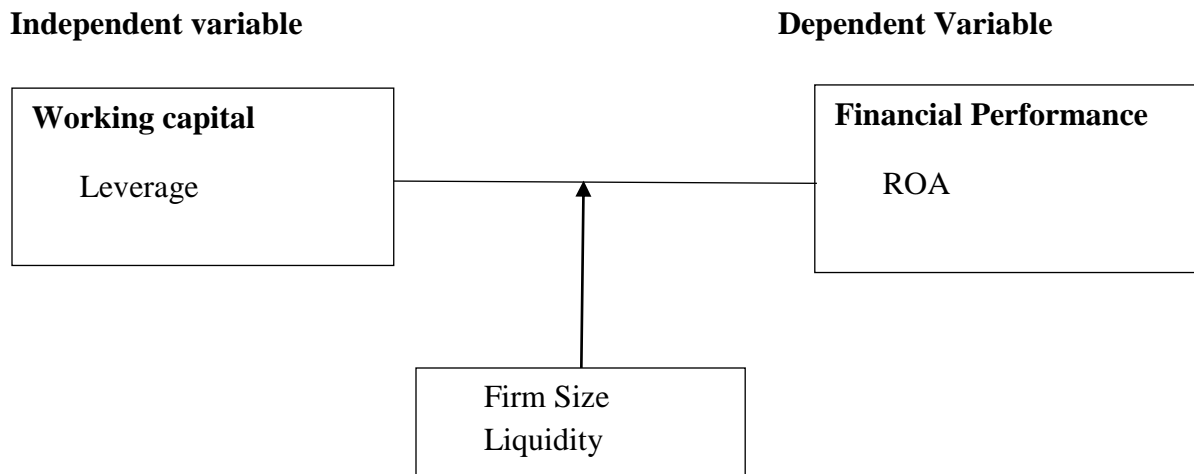 Independent variable
Dependent Variable
Working capital
Leverage
Financial Performance
ROA
Firm Size
Liquidity